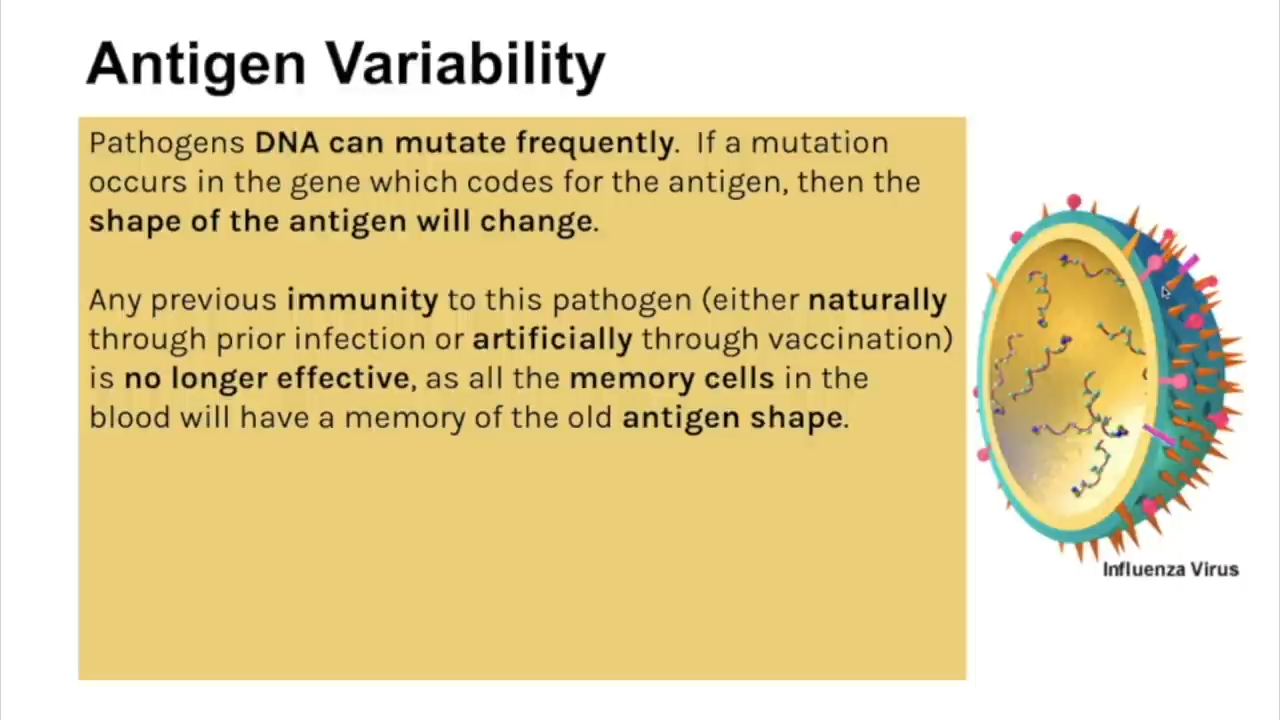 Antigen Variability
Pathogens DNA can mutate frequently. If a mutation
occurs in the gene which codes for the antigen, then the
shape of the antigen will change.
Any previous immunity to this pathogen (either naturally
through prior infection or artificially through vaccination)
is no longer effective, as all the memory cells in the
blood will have a memory of the old antigen shape.
Influenza Virus